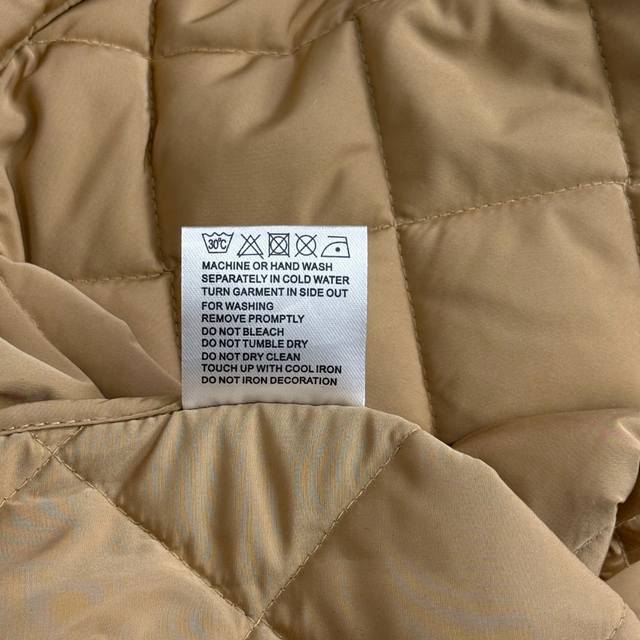 30°C
MACHINE OR HAND WASH
SEPARATELY IN COLD WATER
TURN GARMENT IN SIDE OUT
FOR WASHING
REMOVE PROMPTLY
DO NOT BLEACH
DO NOT TUMBLE DRY
DO NOT DRY CLEAN
TOUCH UP WITH COOL IRON
DO NOT IRON DECORATION